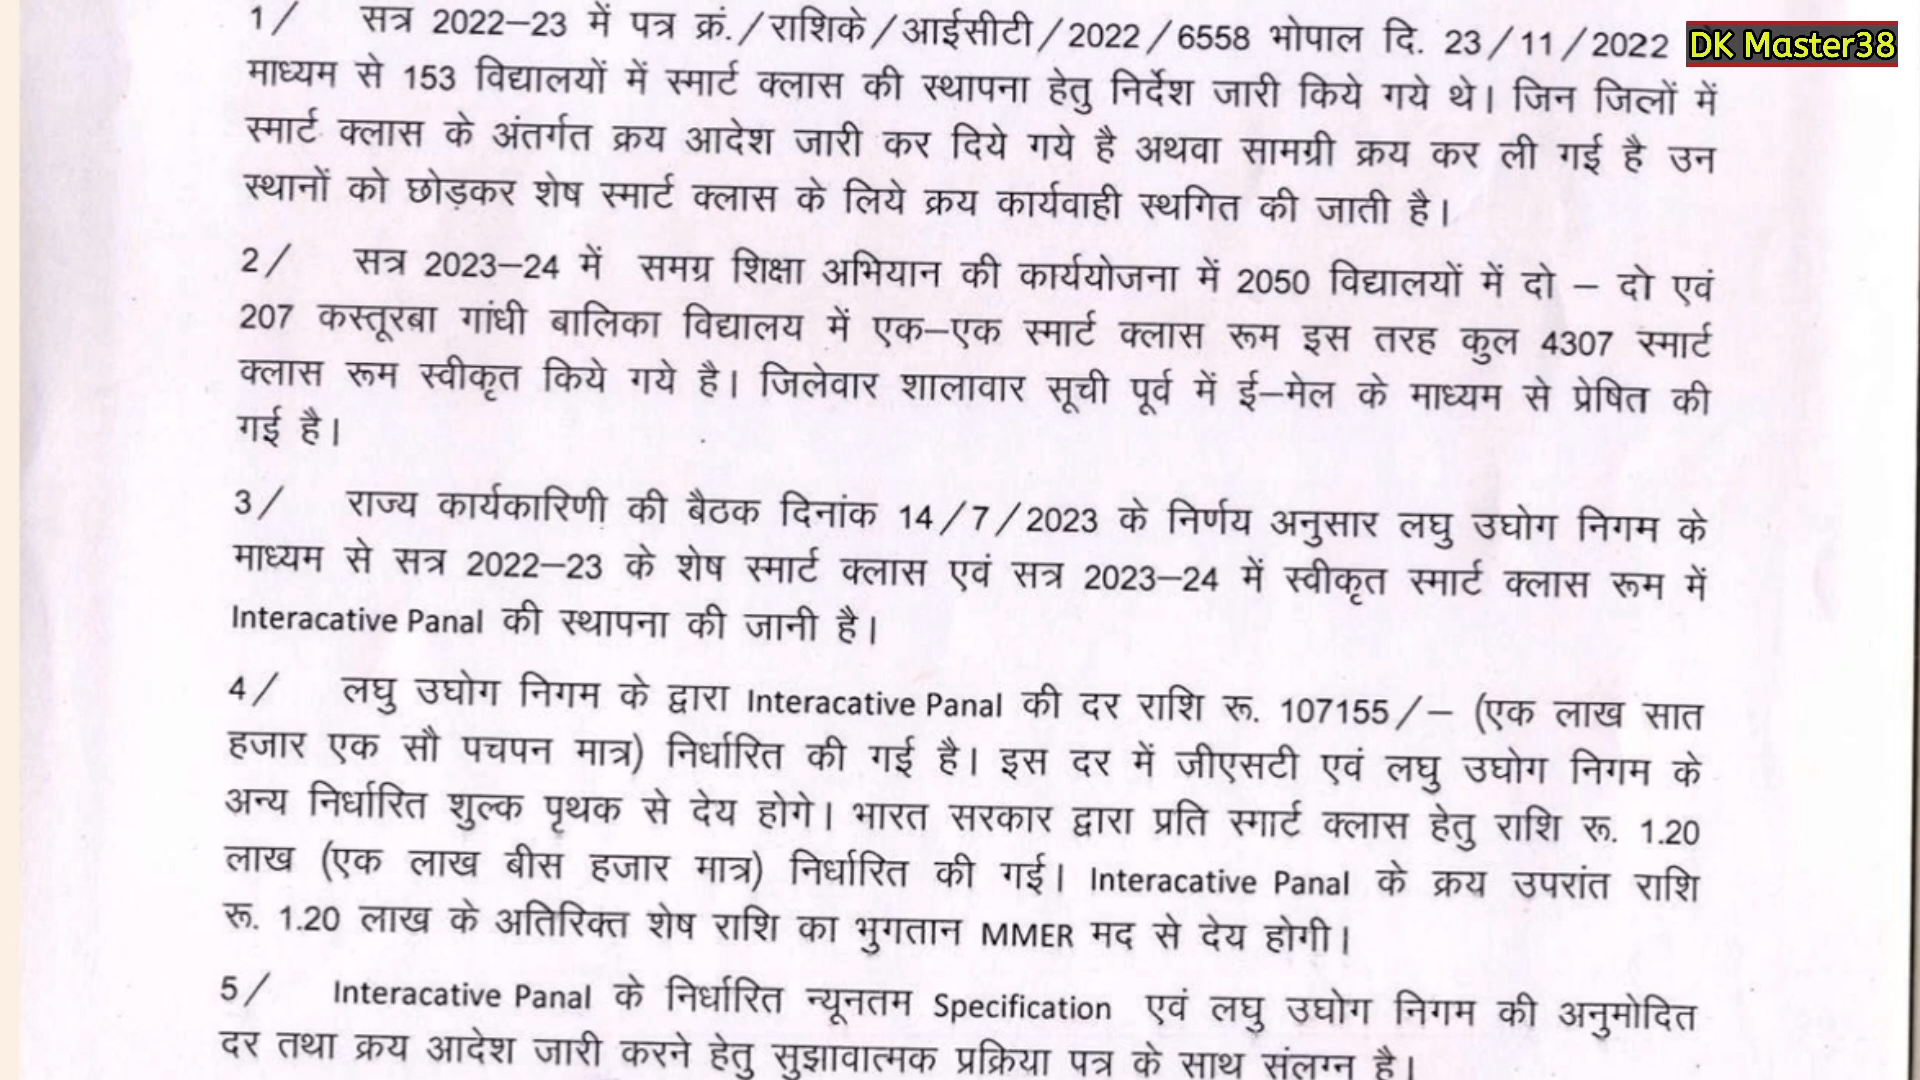 1/ सत्र 2022–23 में पत्र क्रं./राशिके/आईसीटी/2022/6558 भोपाल दि. 23/11/2022
DK Master38
माध्यम से 153 विद्यालयों में स्मार्ट क्लास की स्थापना हेतु निर्देश जारी किये गये थे। जिन जिलों में
स्मार्ट क्लास के अंतर्गत क्रय आदेश जारी कर दिये गये है अथवा सामग्री क्रय कर ली गई है उन
स्थानों को छोड़कर शेष स्मार्ट क्लास के लिये क्रय कार्यवाही स्थगित की जाती है।
2/ सत्र 2023–24 में समग्र शिक्षा अभियान की कार्ययोजना में 2050 विद्यालयों में दो – दो एवं
207 कस्तूरबा गांधी बालिका विद्यालय में एक–एक स्मार्ट क्लास रूम इस तरह कुल 4307 स्मार्ट
क्लास रूम स्वीकृत किये गये है। जिलेवार शालावार सूची पूर्व में ई–मेल के माध्यम से प्रेषित की
गई है।
3/ राज्य कार्यकारिणी की बैठक दिनांक 14/7/2023 के निर्णय अनुसार लघु उघोग निगम के
माध्यम से सत्र 2022–23 के शेष स्मार्ट क्लास एवं सत्र 2023–24 में स्वीकृत स्मार्ट क्लास रूम में
Interacative Panal की स्थापना की जानी है।
4/ लघु उघोग निगम के द्वारा Interacative Panal की दर राशि रू. 107155/– (एक लाख सात
हजार एक सौ पचपन मात्र) निर्धारित की गई है। इस दर में जीएसटी एवं लघु उघोग निगम के
अन्य निर्धारित शुल्क पृथक से देय होगे। भारत सरकार द्वारा प्रति स्मार्ट क्लास हेतु राशि रू. 1.20
लाख (एक लाख बीस हजार मात्र) निर्धारित की गई। Interacative Panal के क्रय उपरांत राशि
रू. 1.20 लाख के अतिरिक्त शेष राशि का भुगतान MMER मद से देय होगी।
5/ Interacative Panal के निर्धारित न्यूनतम Specification एवं लघु उघोग निगम की अनुमोदित
दर तथा क्रय आदेश जारी करने हेतु सुझावात्मक प्रक्रिया पत्र के साथ संलग्न है।